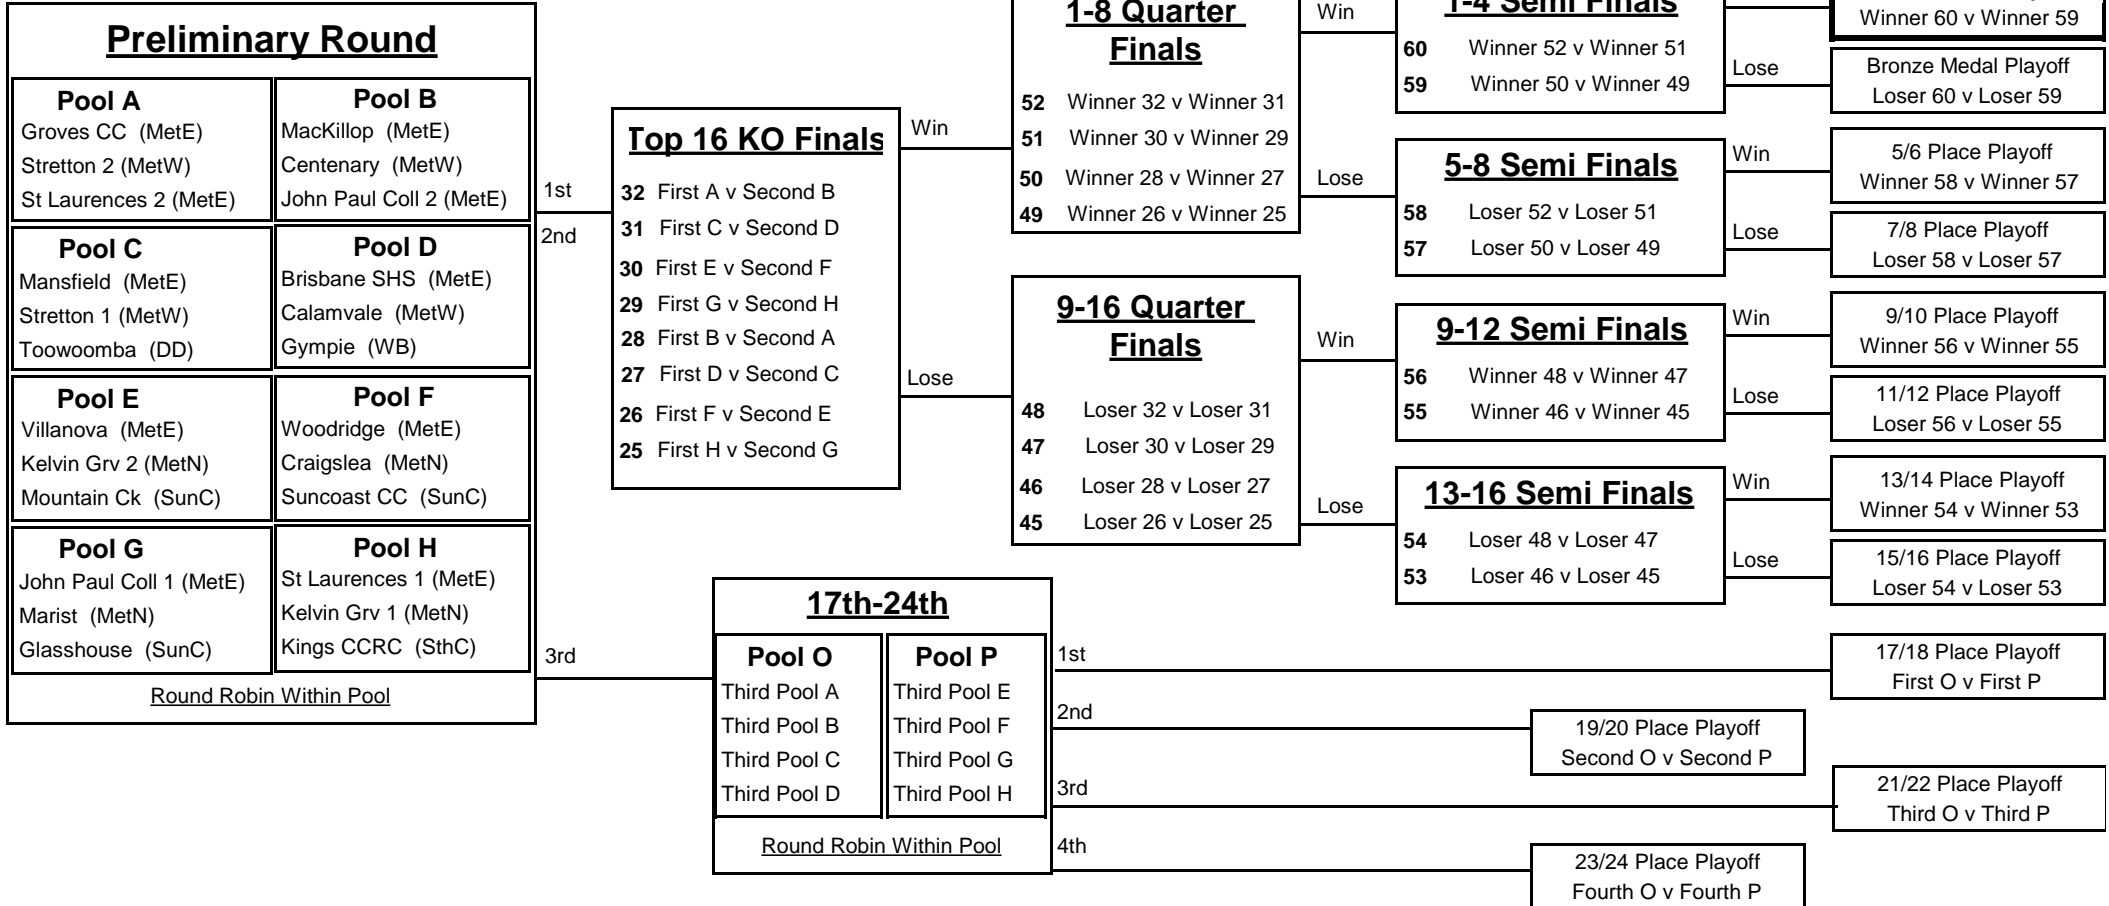 Preliminary Round
Pool A
Groves CC (MetE)
Stretton 2 (MetW)
St Laurences 2 (MetE)
Pool B
MacKillop (MetE)
Centenary (MetW)
John Paul Coll 2 (MetE)
Pool C
Mansfield (MetE)
Stretton 1 (MetW)
Toowoomba (DD)
Pool D
Brisbane SHS (MetE)
Calamvale (MetW)
Gympie (WB)
Pool E
Villanova (MetE)
Kelvin Grv 2 (MetN)
Mountain Ck (SunC)
Pool F
Woodridge (MetE)
Craigslea (MetN)
Suncoast CC (SunC)
Pool G
John Paul Coll 1 (MetE)
Marist (MetN)
Glasshouse (SunC)
Pool H
St Laurences 1 (MetE)
Kelvin Grv 1 (MetN)
Kings CCRC (SthC)
Round Robin Within Pool
1st
2nd
3rd
Top 16 KO Finals
32 First A v Second B
31 First C v Second D
30 First E v Second F
29 First G v Second H
28 First B v Second A
27 First D v Second C
26 First F v Second E
25 First H v Second G
Win
Lose
1-8 Quarter
Finals
52 Winner 32 v Winner 31
51 Winner 30 v Winner 29
50 Winner 28 v Winner 27
49 Winner 26 v Winner 25
Win
Lose
9-16 Quarter
Finals
48 Loser 32 v Loser 31
47 Loser 30 v Loser 29
46 Loser 28 v Loser 27
45 Loser 26 v Loser 25
Win
Lose
1-4 Semi Finals
60 Winner 52 v Winner 51
59 Winner 50 v Winner 49
Lose
5-8 Semi Finals
58 Loser 52 v Loser 51
57 Loser 50 v Loser 49
Win
Lose
9-12 Semi Finals
56 Winner 48 v Winner 47
55 Winner 46 v Winner 45
Win
Lose
13-16 Semi Finals
54 Loser 48 v Loser 47
53 Loser 46 v Loser 45
Win
Lose
Winner 60 v Winner 59
Bronze Medal Playoff
Loser 60 v Loser 59
5/6 Place Playoff
Winner 58 v Winner 57
7/8 Place Playoff
Loser 58 v Loser 57
9/10 Place Playoff
Winner 56 v Winner 55
11/12 Place Playoff
Loser 56 v Loser 55
13/14 Place Playoff
Winner 54 v Winner 53
15/16 Place Playoff
Loser 54 v Loser 53
17th-24th
Pool O
Third Pool A
Third Pool B
Third Pool C
Third Pool D
Pool P
Third Pool E
Third Pool F
Third Pool G
Third Pool H
Round Robin Within Pool
1st
2nd
3rd
4th
17/18 Place Playoff
First O v First P
19/20 Place Playoff
Second O v Second P
21/22 Place Playoff
Third O v Third P
23/24 Place Playoff
Fourth O v Fourth P